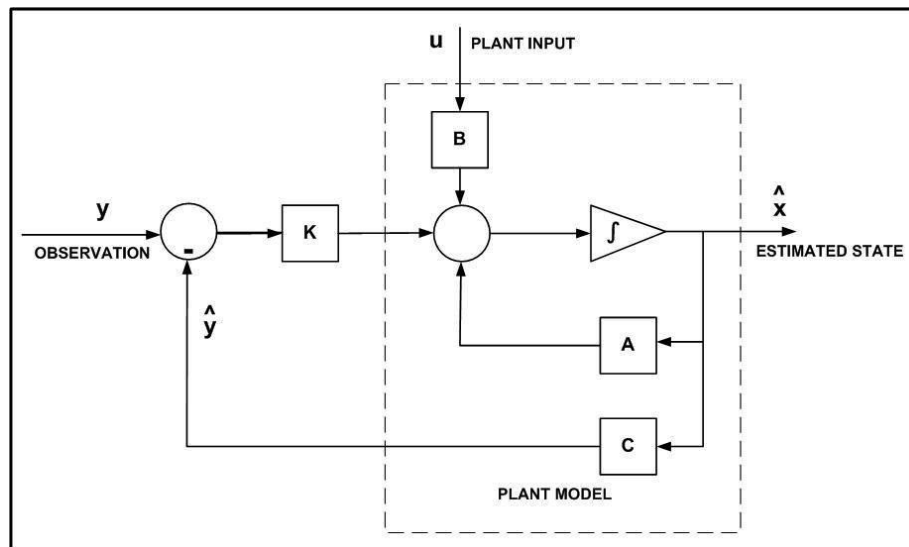 u PLANT INPUT
B
y
OBSERVATION
-
K
∫
x̂
ESTIMATED STATE
ŷ
A
C
PLANT MODEL